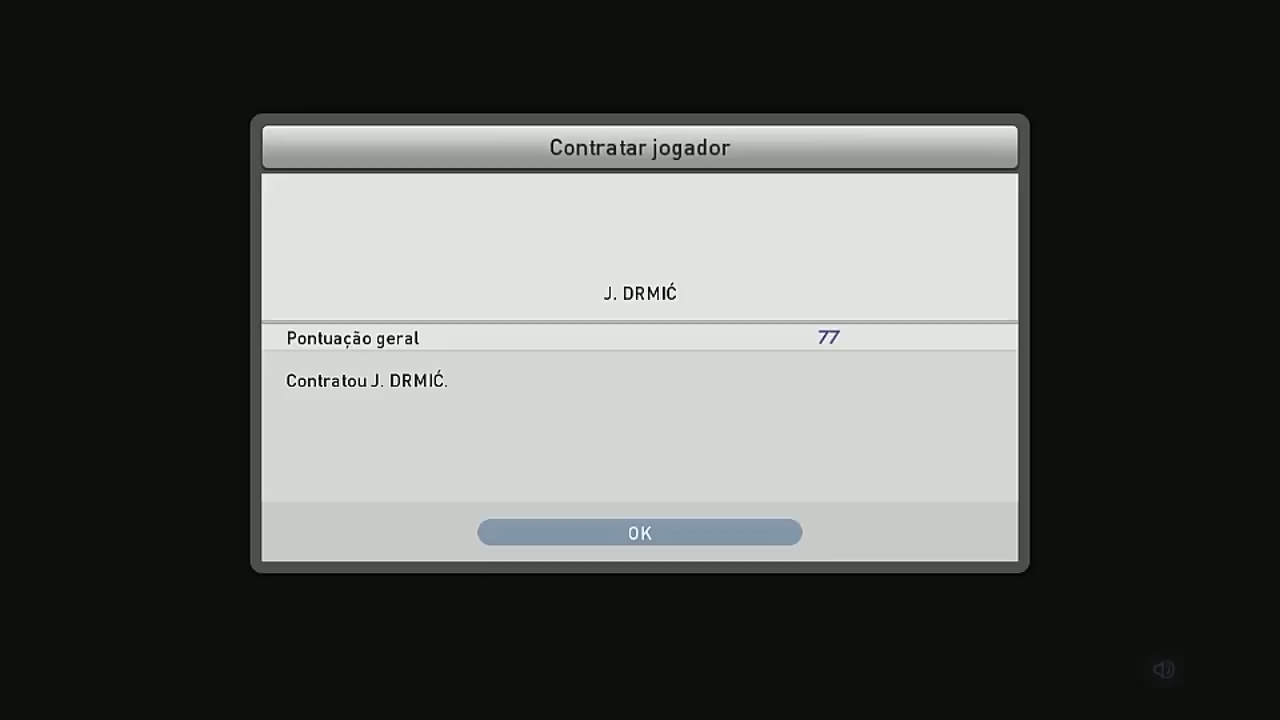 Contratar jogador
J. DRMIĆ
Pontuação geral 77
Contratou J. DRMIĆ.
OK